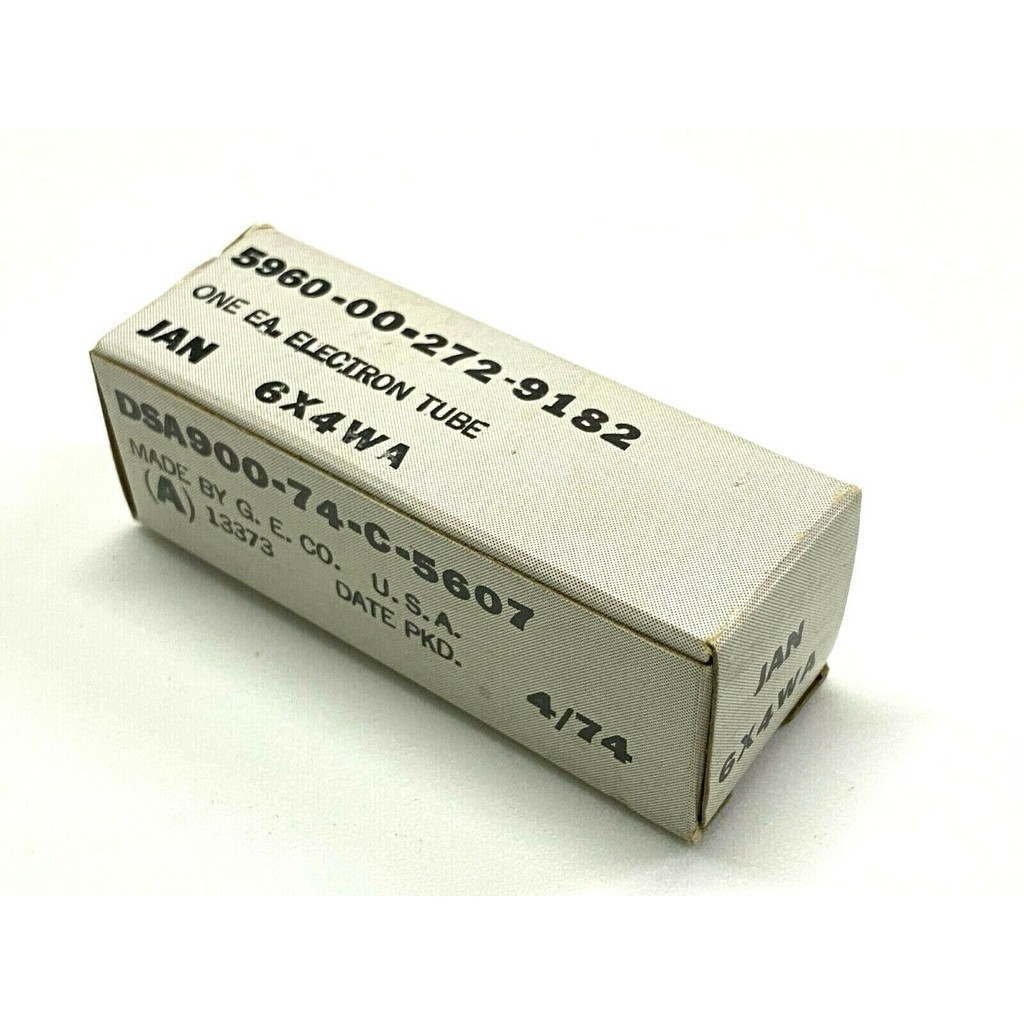 5960-00-272-9182
ONE EA. ELECTRON TUBE
JAN 6X4WA
DSA900-74-C-5607
MADE BY G. E. CO. U.S.A.
(A) 13373 DATE PKD. 4/74
JAN
6X4WA